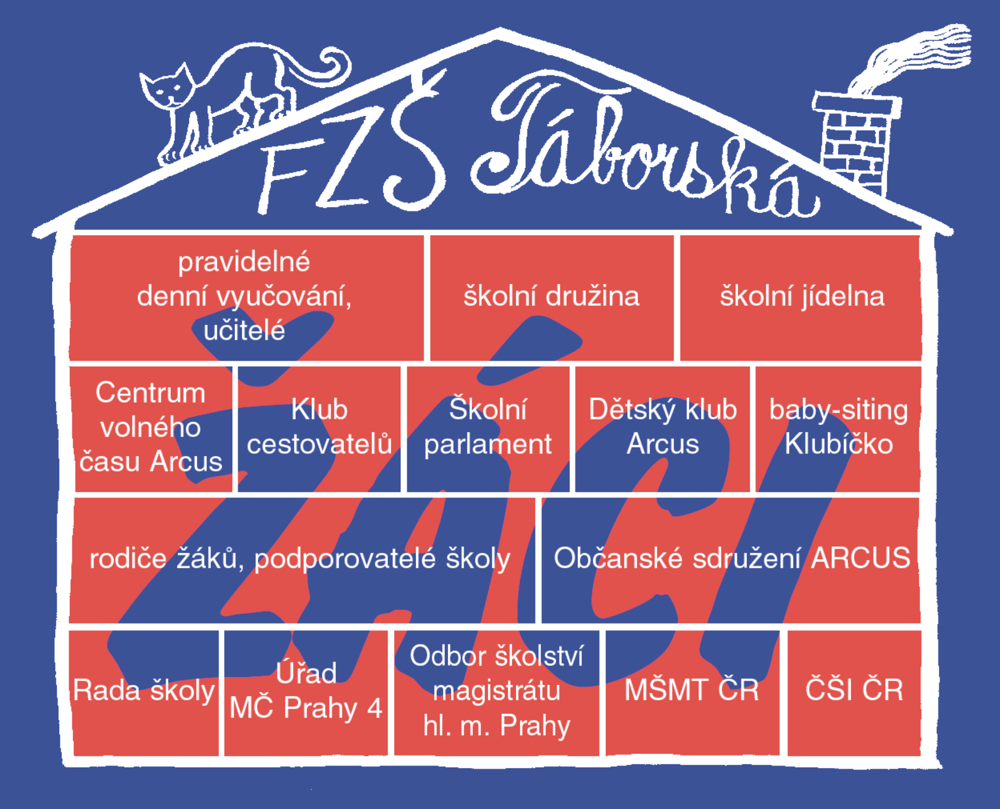 FZŠ Táborská
pravidelné
denní vyučování,
učitelé
školní družina
školní jídelna
Centrum
volného
času Arcus
Klub
cestovatelů
Školní
parlament
Dětský klub
Arcus
baby-siting
Klubíčko
rodiče žáků, podporovatelé školy
Občanské sdružení ARCUS
Rada školy
Úřad
MČ Prahy 4
Odbor školství
magistrátu
hl. m. Prahy
MŠMT ČR
ČŠI ČR